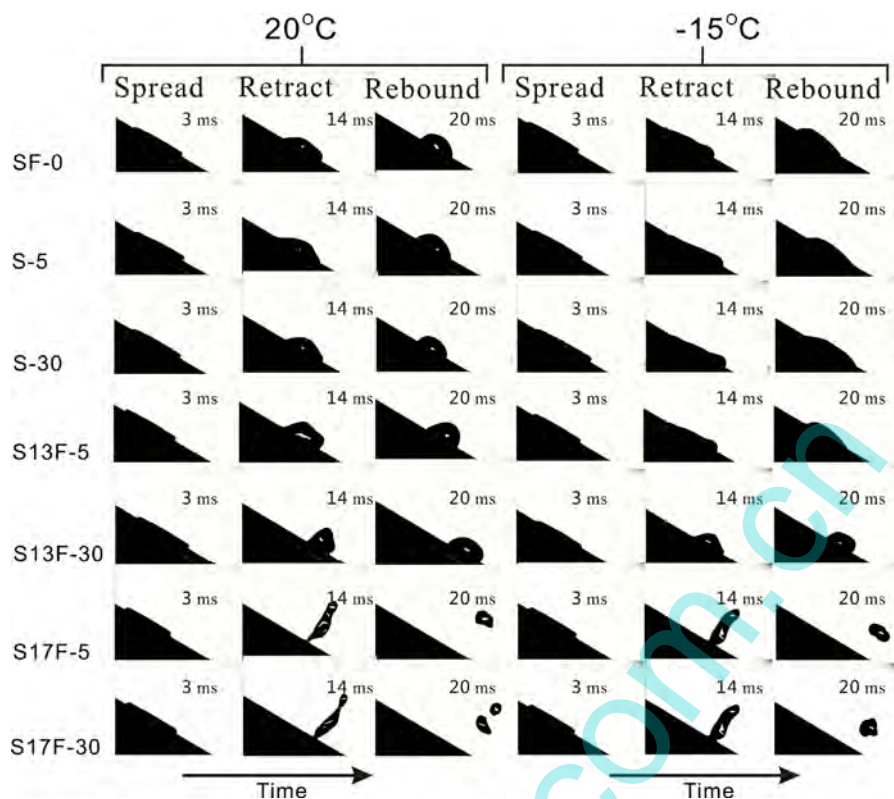 20°C -15°C
Spread Retract Rebound Spread Retract Rebound
SF-0 3 ms 14 ms 20 ms 3 ms 14 ms 20 ms
S-5 3 ms 14 ms 20 ms 3 ms 14 ms 20 ms
S-30 3 ms 14 ms 20 ms 3 ms 14 ms 20 ms
S13F-5 3 ms 14 ms 20 ms 3 ms 14 ms 20 ms
S13F-30 3 ms 14 ms 20 ms 3 ms 14 ms 20 ms
S17F-5 3 ms 14 ms 20 ms 3 ms 14 ms 20 ms
S17F-30 3 ms 14 ms 20 ms 3 ms 14 ms 20 ms
Time Time
.com.cn